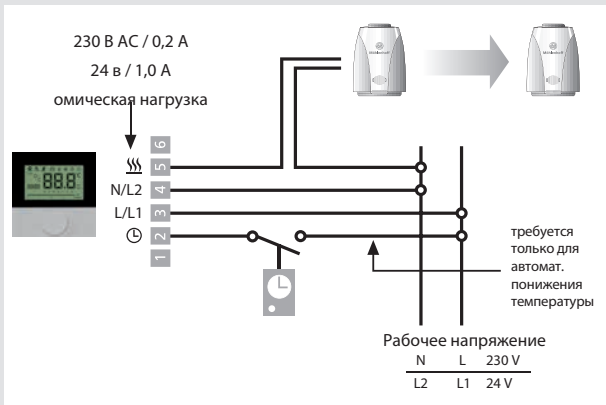 230 В AC / 0,2 A
24 в / 1,0 A
омическая нагрузка
6
5
N/L2 4
L/L1 3
2
1
88.8°
требуется
только для
автомат.
понижения
температуры
Рабочее напряжение
N L 230 V
L2 L1 24 V